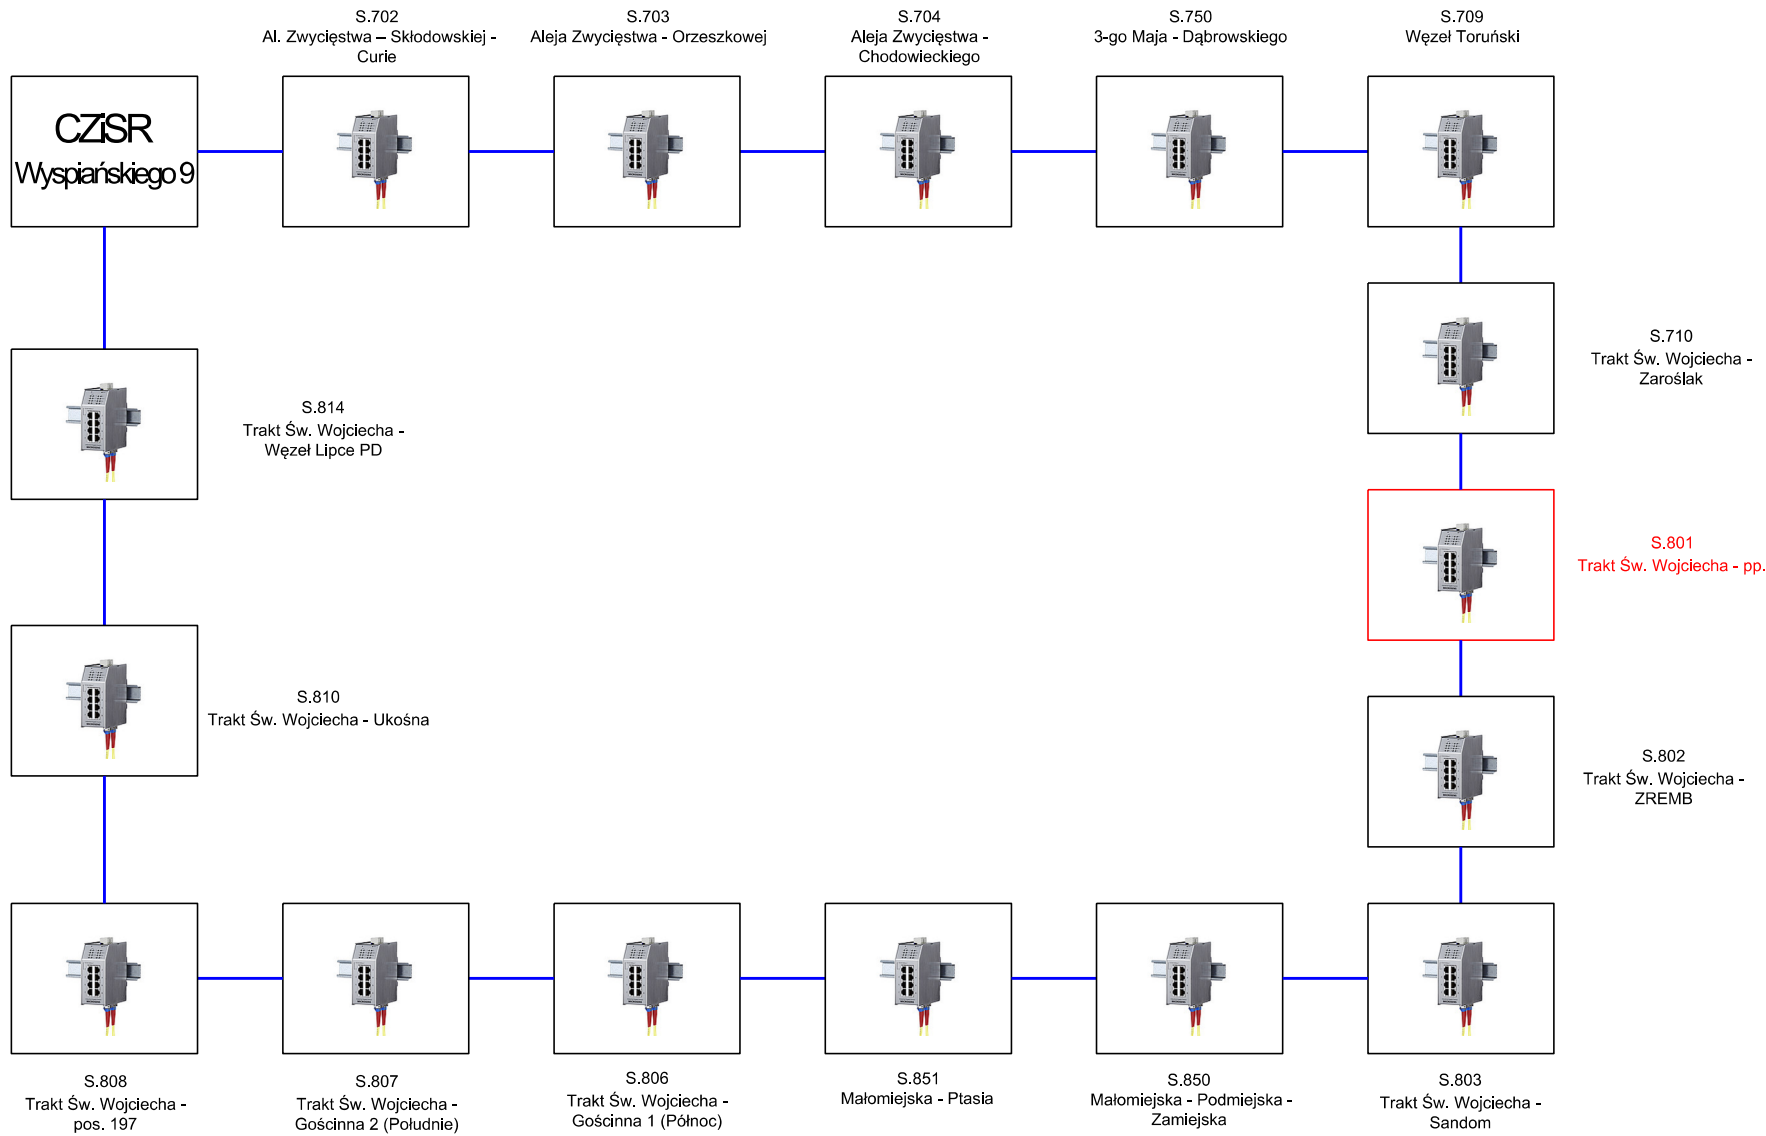 S.702
Al. Zwycięstwa – Skłodowskiej -
Curie
S.703
Aleja Zwycięstwa - Orzeszkowej
S.704
Aleja Zwycięstwa -
Chodowieckiego
S.750
3-go Maja - Dąbrowskiego
S.709
Węzeł Toruński
CZiSR
Wyspiańskiego 9
S.710
Trakt Św. Wojciecha -
Zaroślak
S.814
Trakt Św. Wojciecha -
Węzeł Lipce PD
S.801
Trakt Św. Wojciecha - pp.
S.810
Trakt Św. Wojciecha - Ukośna
S.802
Trakt Św. Wojciecha -
ZREMB
S.808
Trakt Św. Wojciecha -
pos. 197
S.807
Trakt Św. Wojciecha -
Gościnna 2 (Południe)
S.806
Trakt Św. Wojciecha -
Gościnna 1 (Północ)
S.851
Małomiejska - Ptasia
S.850
Małomiejska - Podmiejska -
Zamiejska
S.803
Trakt Św. Wojciecha -
Sandom